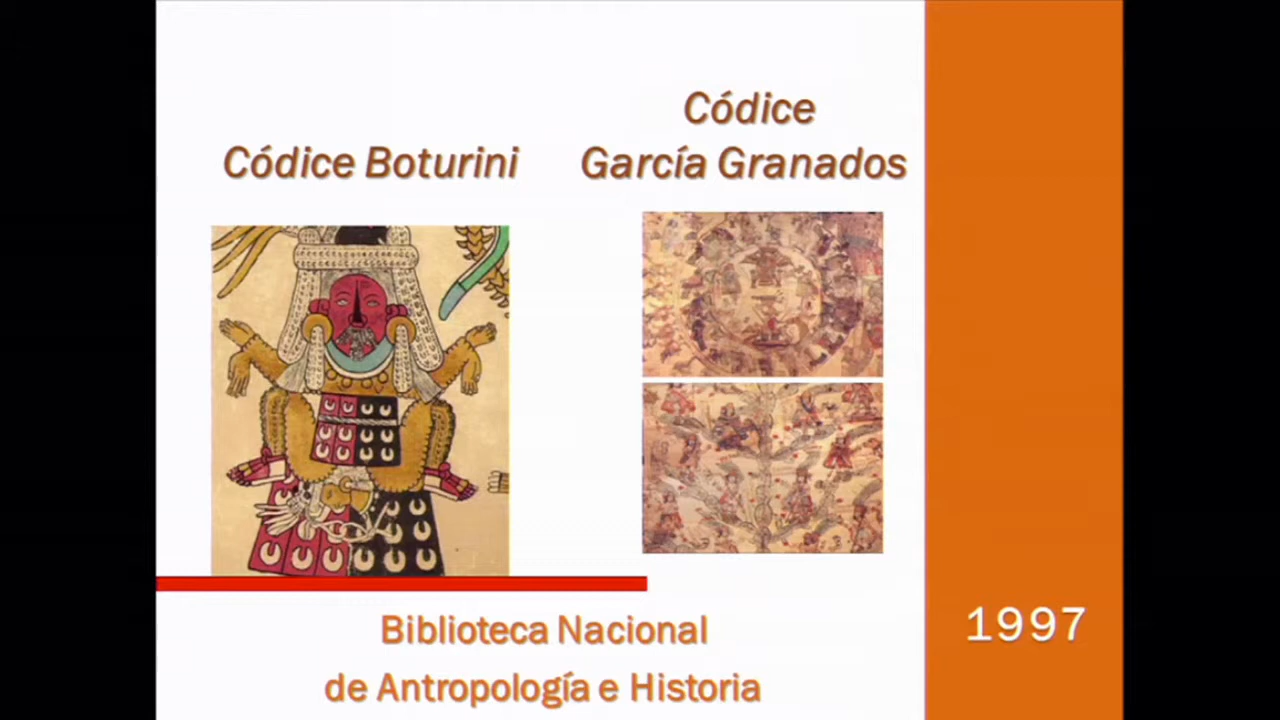 Códice Boturini
Códice
García Granados
Biblioteca Nacional
de Antropología e Historia
1997